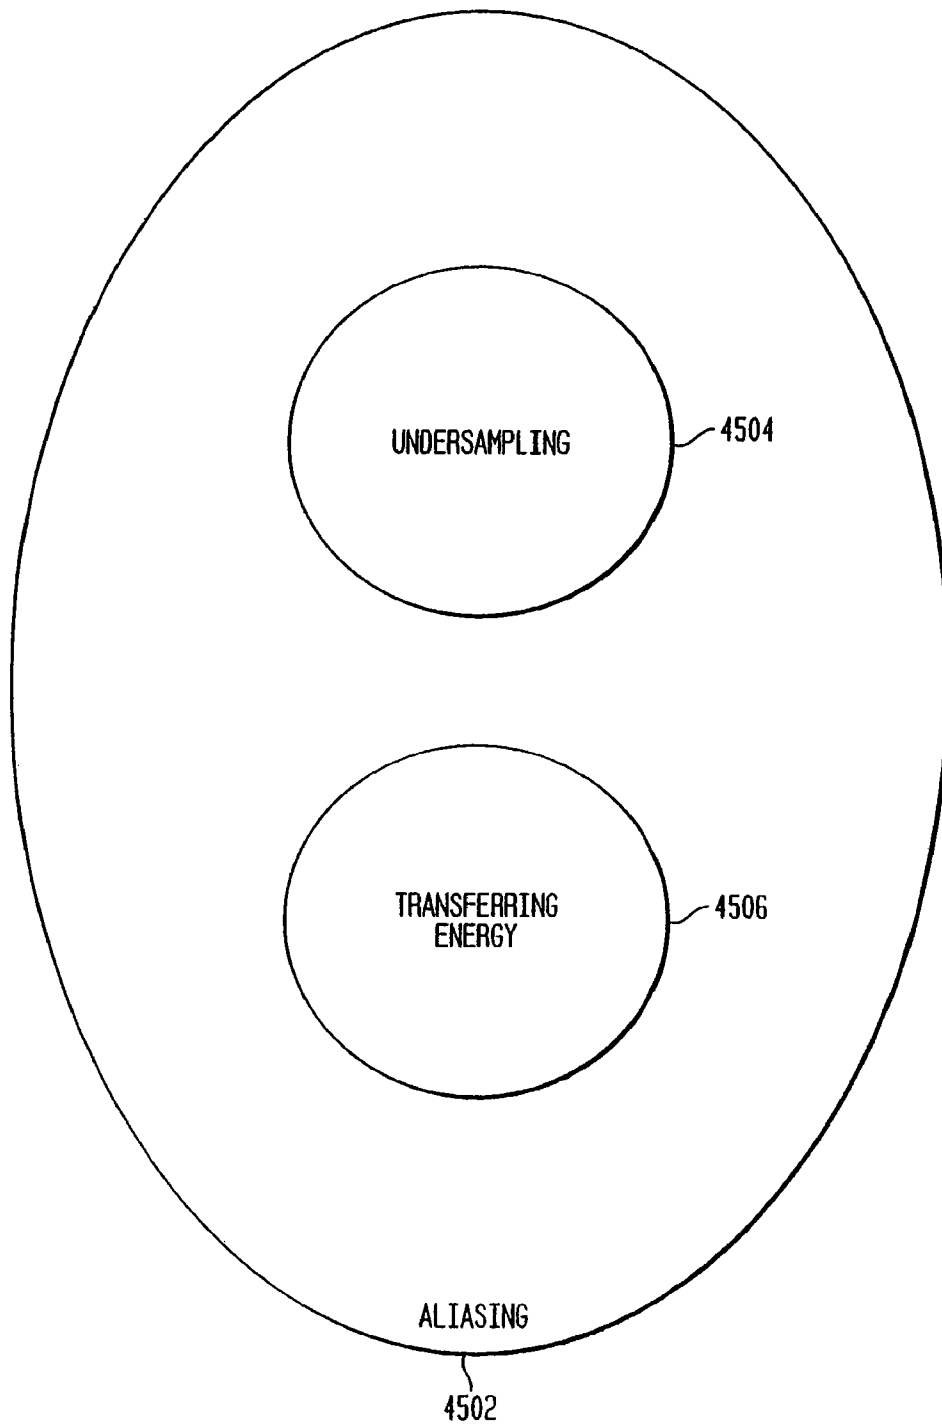 UNDERSAMPLING
4504
TRANSFERRING
ENERGY
4506
ALIASING
4502